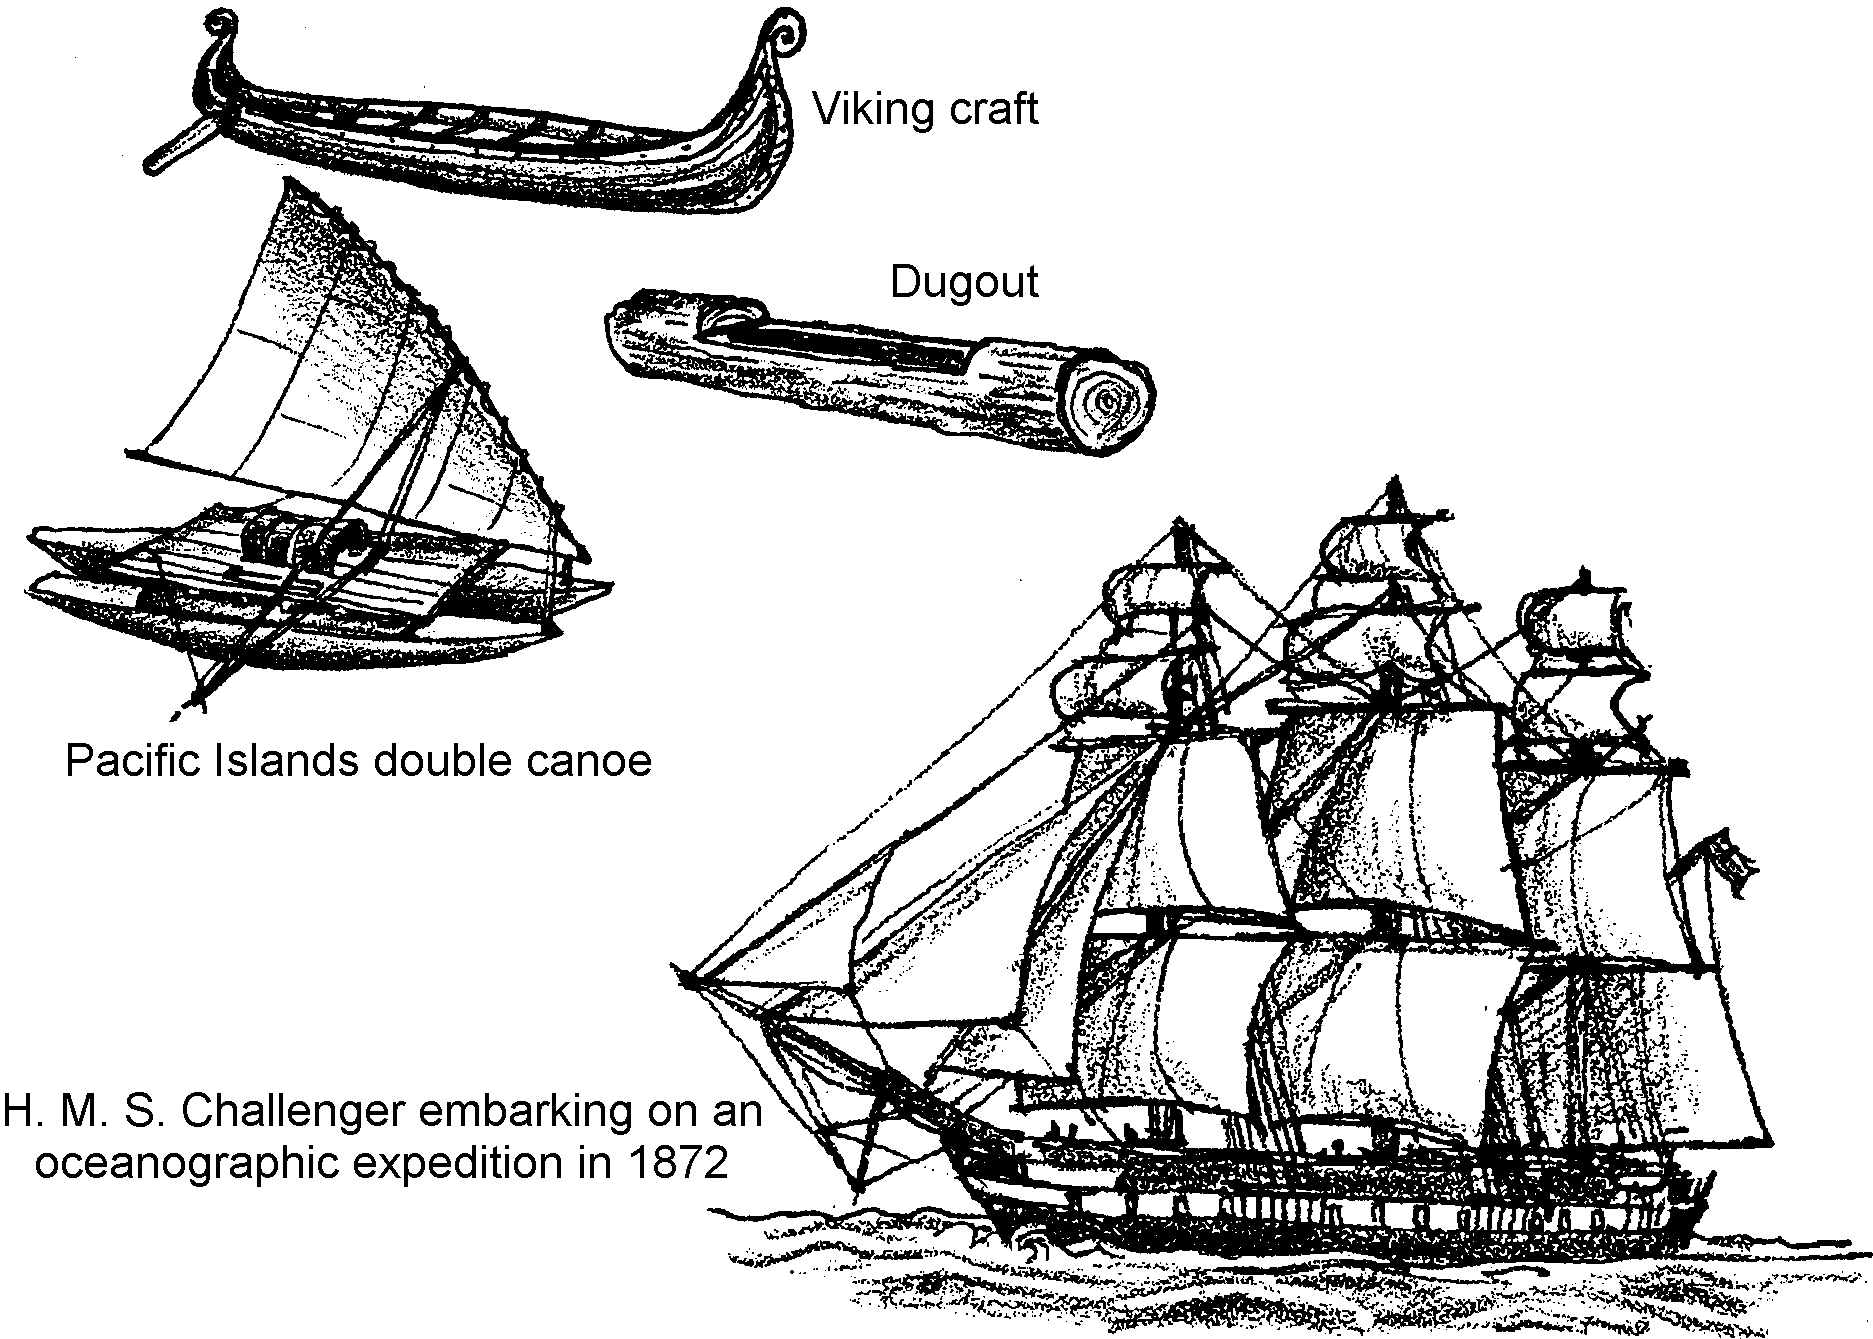 Viking craft
Dugout
Pacific Islands double canoe
H. M. S. Challenger embarking on an
oceanographic expedition in 1872